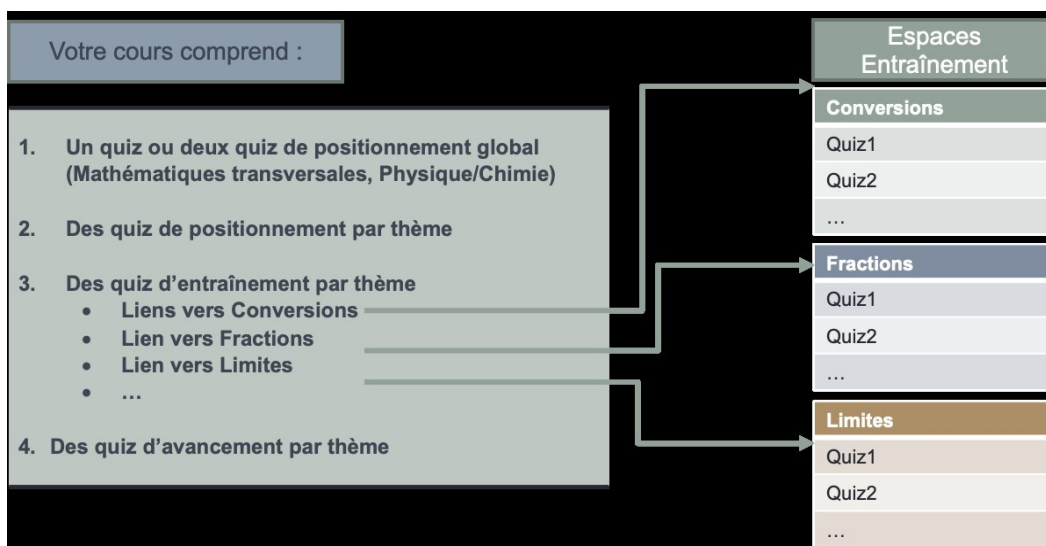 Votre cours comprend :
1. Un quiz ou deux quiz de positionnement global
(Mathématiques transversales, Physique/Chimie)
2. Des quiz de positionnement par thème
3. Des quiz d’entraînement par thème
• Liens vers Conversions
• Lien vers Fractions
• Lien vers Limites
• …
4. Des quiz d’avancement par thème
Espaces
Entraînement
Conversions
Quiz1
Quiz2
…
Fractions
Quiz1
Quiz2
…
Limites
Quiz1
Quiz2
…